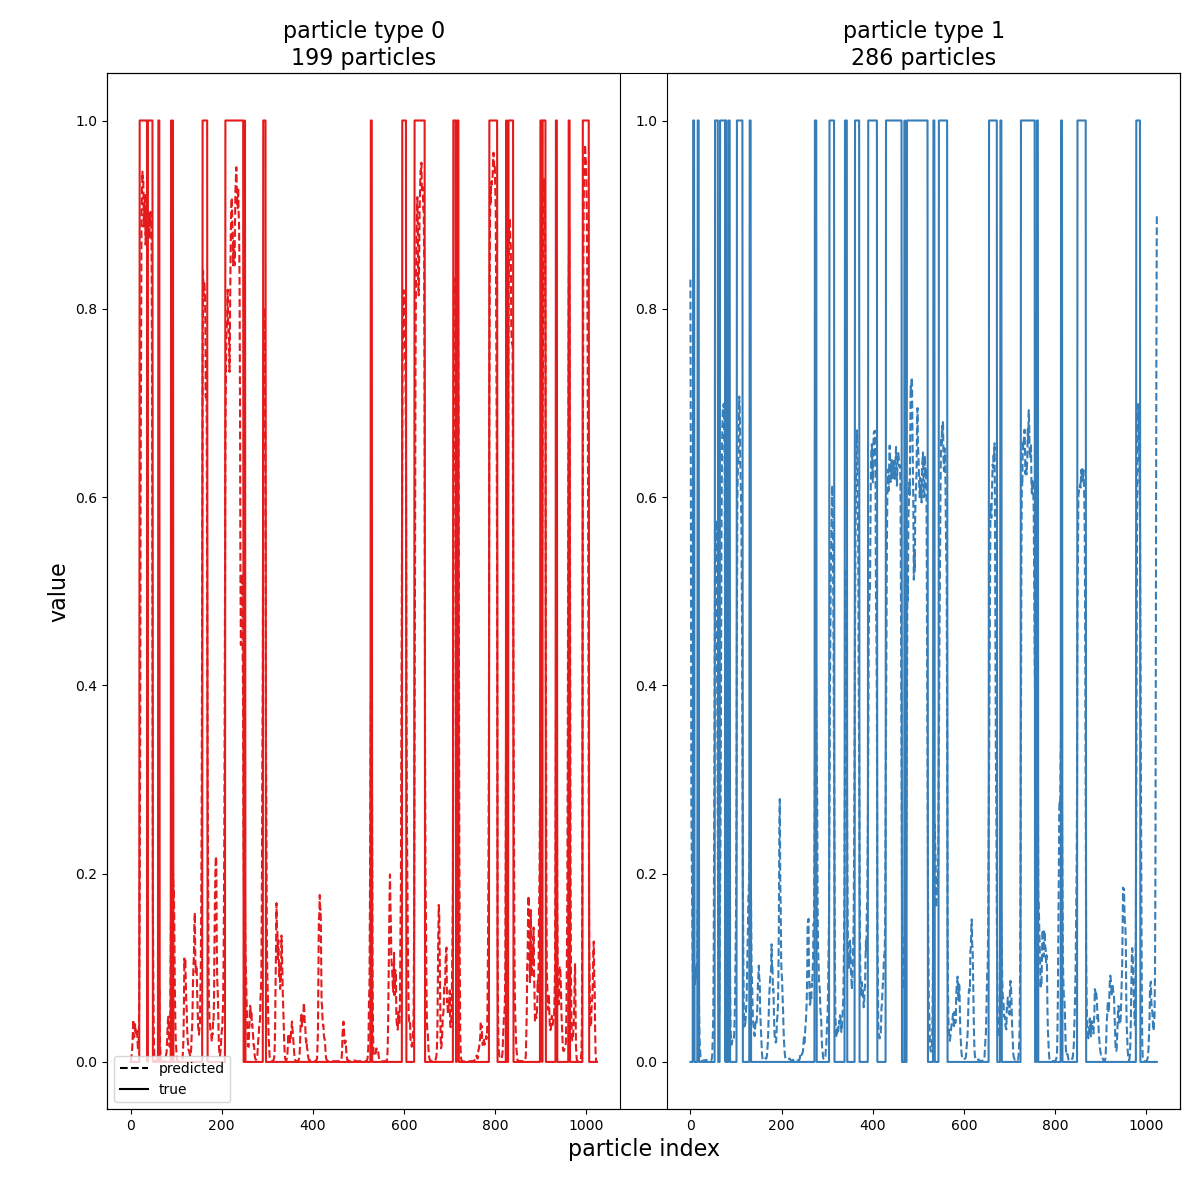 particle type 0
199 particles
particle type 1
286 particles
1.0
0.8
0.6
0.4
0.2
0.0
1.0
0.8
0.6
0.4
0.2
0.0
value
predicted
true
0 200 400 600 800 1000
0 200 400 600 800 1000
particle index